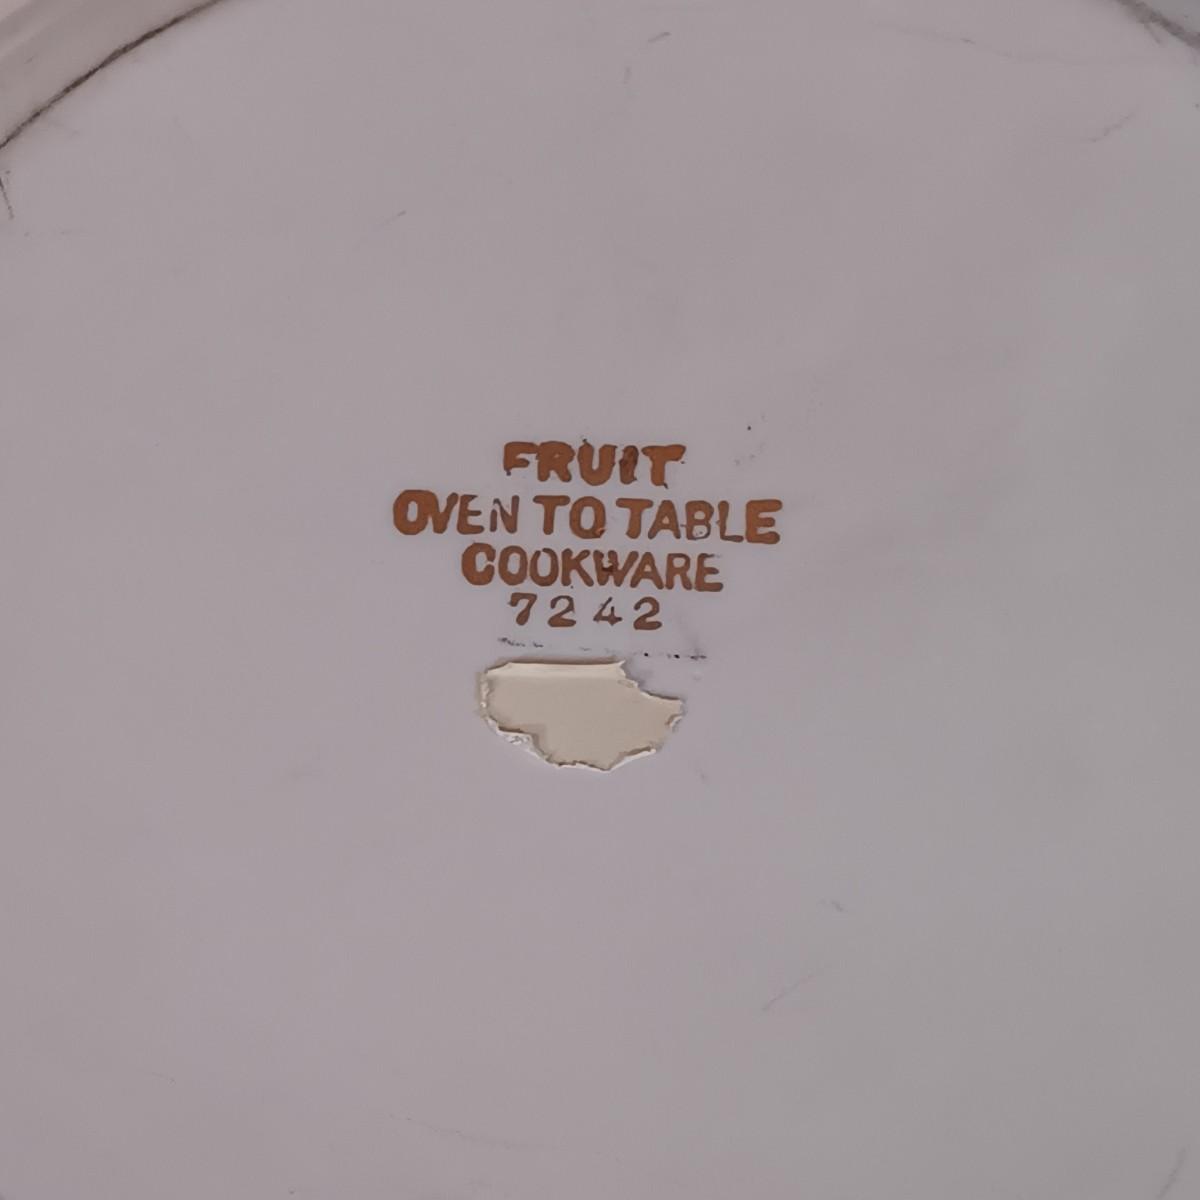 FRUIT
OVEN TO TABLE
COOKWARE
7242